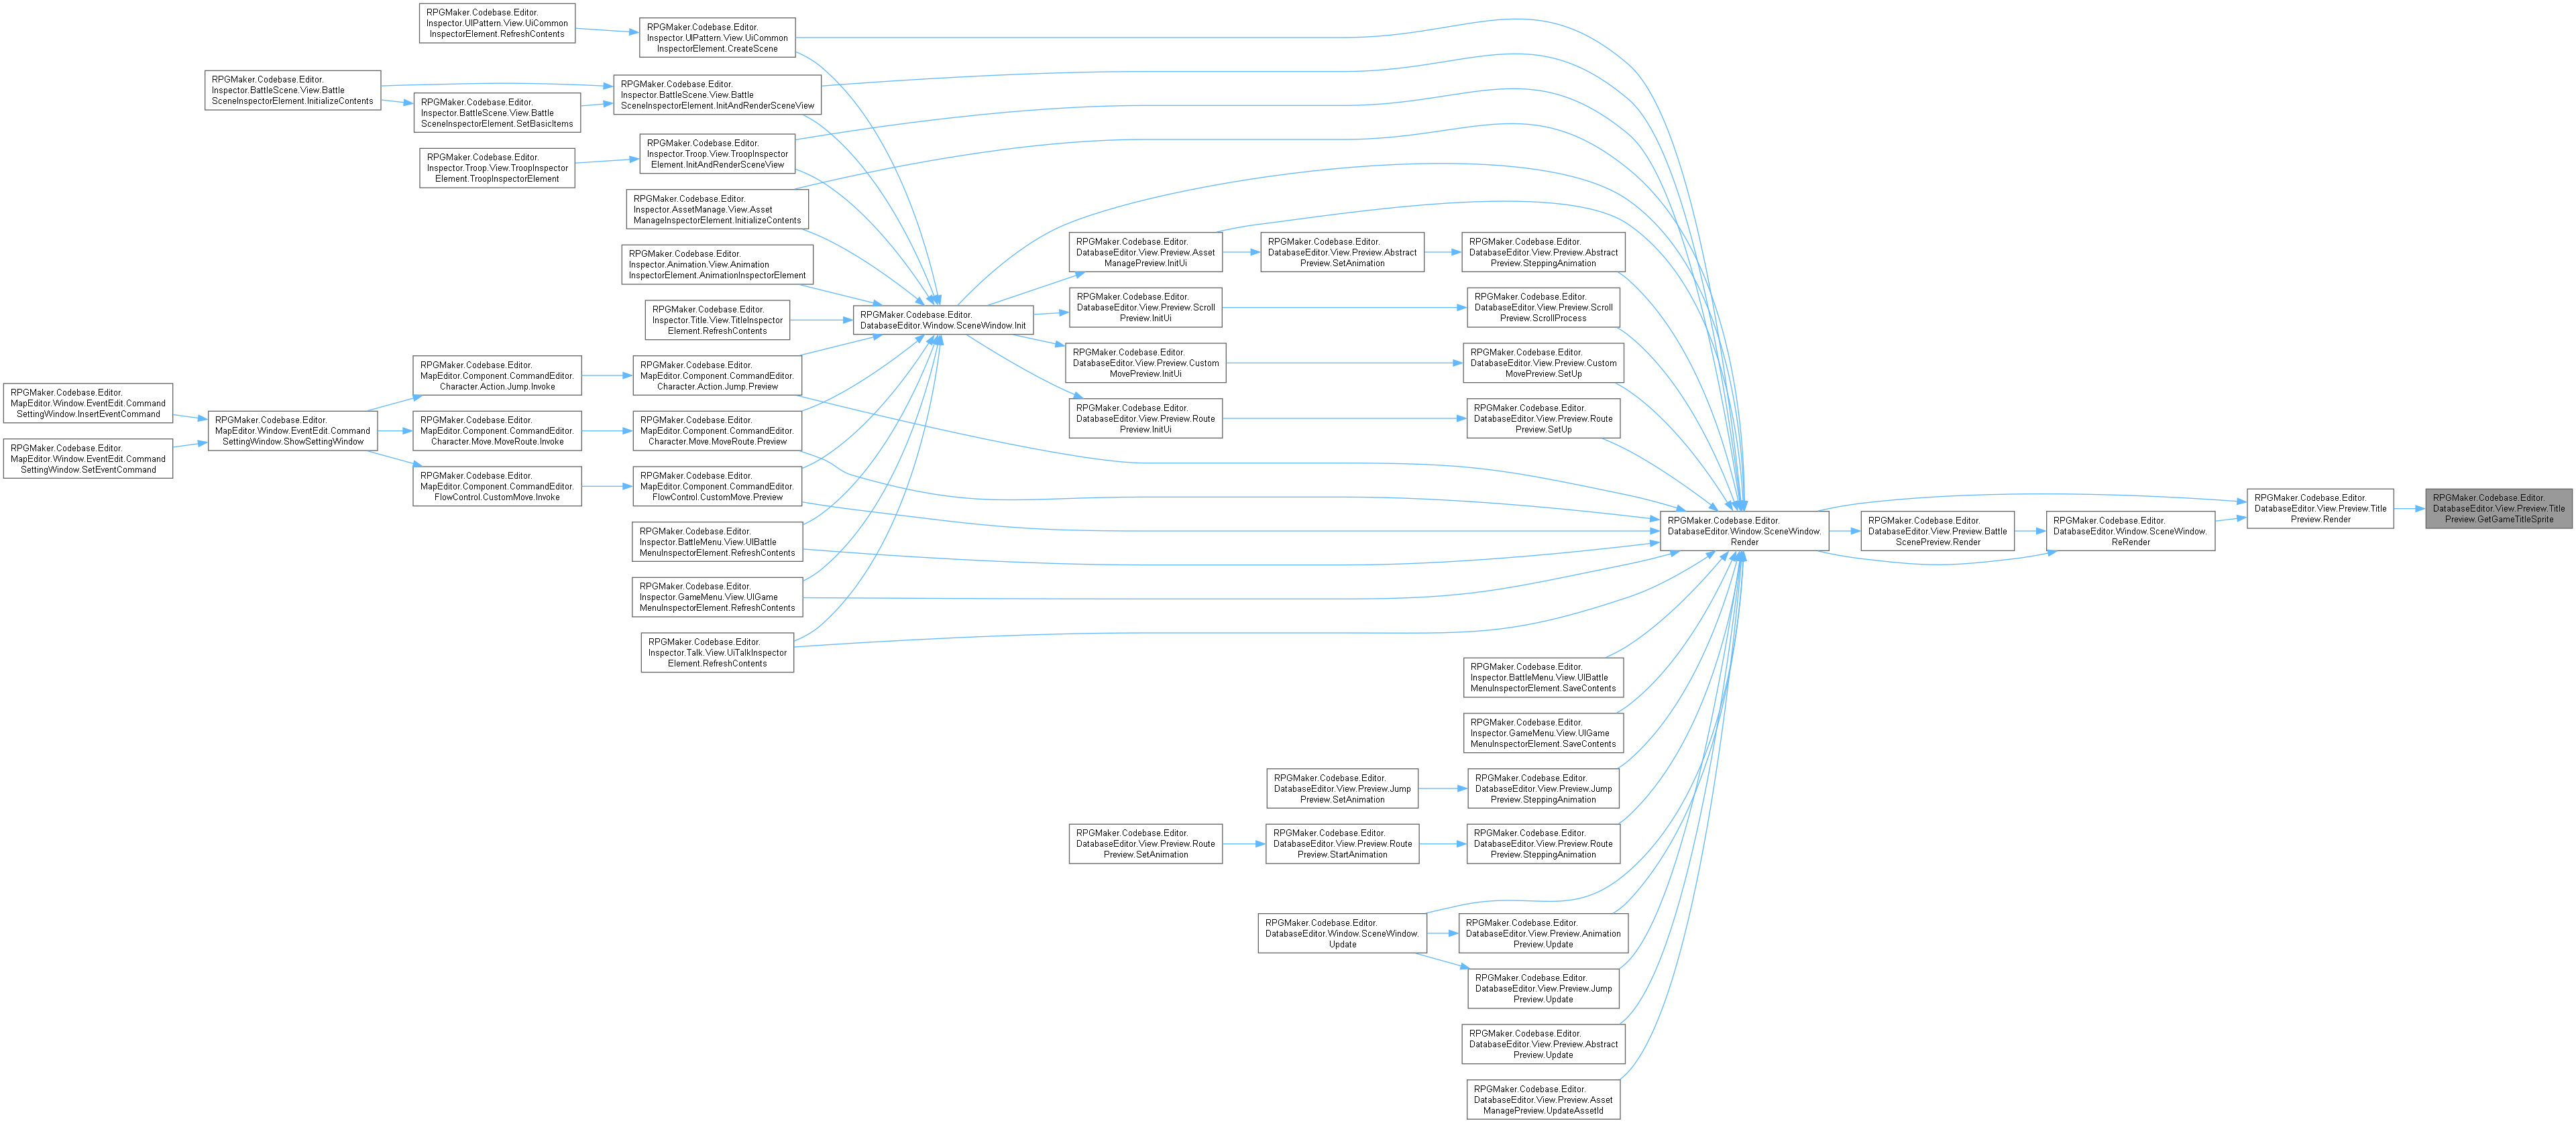 RPGMaker.Codebase.Editor.
Inspector.UIPattern.View.UiCommon
InspectorElement.RefreshContents
RPGMaker.Codebase.Editor.
Inspector.UIPattern.View.UiCommon
InspectorElement.CreateScene
RPGMaker.Codebase.Editor.
Inspector.BattleScene.View.Battle
SceneInspectorElement.InitializeContents
RPGMaker.Codebase.Editor.
Inspector.BattleScene.View.Battle
SceneInspectorElement.SetBasicItems
RPGMaker.Codebase.Editor.
Inspector.BattleScene.View.Battle
SceneInspectorElement.InitAndRenderSceneView
RPGMaker.Codebase.Editor.
Inspector.Troop.View.TroopInspector
Element.TroopInspectorElement
RPGMaker.Codebase.Editor.
Inspector.Troop.View.TroopInspector
Element.InitAndRenderSceneView
RPGMaker.Codebase.Editor.
Inspector.AssetManage.View.Asset
ManageInspectorElement.InitializeContents
RPGMaker.Codebase.Editor.
Inspector.Animation.View.Animation
InspectorElement.AnimationInspectorElement
RPGMaker.Codebase.Editor.
Inspector.Title.View.TitleInspector
Element.RefreshContents
RPGMaker.Codebase.Editor.
DatabaseEditor.Window.SceneWindow.Init
RPGMaker.Codebase.Editor.
DatabaseEditor.View.Preview.Asset
ManagePreview.InitUi
RPGMaker.Codebase.Editor.
DatabaseEditor.View.Preview.Abstract
Preview.SetAnimation
RPGMaker.Codebase.Editor.
DatabaseEditor.View.Preview.Abstract
Preview.SteppingAnimation
RPGMaker.Codebase.Editor.
DatabaseEditor.View.Preview.Scroll
Preview.InitUi
RPGMaker.Codebase.Editor.
DatabaseEditor.View.Preview.Scroll
Preview.ScrollProcess
RPGMaker.Codebase.Editor.
DatabaseEditor.View.Preview.Custom
MovePreview.InitUi
RPGMaker.Codebase.Editor.
DatabaseEditor.View.Preview.Custom
MovePreview.SetUp
RPGMaker.Codebase.Editor.
DatabaseEditor.View.Preview.Route
Preview.InitUi
RPGMaker.Codebase.Editor.
DatabaseEditor.View.Preview.Route
Preview.SetUp
RPGMaker.Codebase.Editor.
MapEditor.Window.EventEdit.Command
SettingWindow.InsertEventCommand
RPGMaker.Codebase.Editor.
MapEditor.Window.EventEdit.Command
SettingWindow.SetEventCommand
RPGMaker.Codebase.Editor.
MapEditor.Window.EventEdit.Command
SettingWindow.ShowSettingWindow
RPGMaker.Codebase.Editor.
MapEditor.Component.CommandEditor.
Character.Action.Jump.Invoke
RPGMaker.Codebase.Editor.
MapEditor.Component.CommandEditor.
Character.Action.Jump.Preview
RPGMaker.Codebase.Editor.
MapEditor.Component.CommandEditor.
Character.Move.MoveRoute.Invoke
RPGMaker.Codebase.Editor.
MapEditor.Component.CommandEditor.
Character.Move.MoveRoute.Preview
RPGMaker.Codebase.Editor.
MapEditor.Component.CommandEditor.
FlowControl.CustomMove.Invoke
RPGMaker.Codebase.Editor.
MapEditor.Component.CommandEditor.
FlowControl.CustomMove.Preview
RPGMaker.Codebase.Editor.
Inspector.BattleMenu.View.UIBattle
MenuInspectorElement.RefreshContents
RPGMaker.Codebase.Editor.
Inspector.GameMenu.View.UIGame
MenuInspectorElement.RefreshContents
RPGMaker.Codebase.Editor.
Inspector.Talk.View.UiTalkInspector
Element.RefreshContents
RPGMaker.Codebase.Editor.
DatabaseEditor.Window.SceneWindow.
Render
RPGMaker.Codebase.Editor.
DatabaseEditor.View.Preview.Battle
ScenePreview.Render
RPGMaker.Codebase.Editor.
DatabaseEditor.Window.SceneWindow.
ReRender
RPGMaker.Codebase.Editor.
DatabaseEditor.View.Preview.Title
Preview.Render
RPGMaker.Codebase.Editor.
DatabaseEditor.View.Preview.Title
Preview.GetGameTitleSprite
RPGMaker.Codebase.Editor.
Inspector.BattleMenu.View.UIBattle
MenuInspectorElement.SaveContents
RPGMaker.Codebase.Editor.
Inspector.GameMenu.View.UIGame
MenuInspectorElement.SaveContents
RPGMaker.Codebase.Editor.
DatabaseEditor.View.Preview.Jump
Preview.SetAnimation
RPGMaker.Codebase.Editor.
DatabaseEditor.View.Preview.Jump
Preview.SteppingAnimation
RPGMaker.Codebase.Editor.
DatabaseEditor.View.Preview.Route
Preview.SetAnimation
RPGMaker.Codebase.Editor.
DatabaseEditor.View.Preview.Route
Preview.StartAnimation
RPGMaker.Codebase.Editor.
DatabaseEditor.View.Preview.Route
Preview.SteppingAnimation
RPGMaker.Codebase.Editor.
DatabaseEditor.Window.SceneWindow.
Update
RPGMaker.Codebase.Editor.
DatabaseEditor.View.Preview.Animation
Preview.Update
RPGMaker.Codebase.Editor.
DatabaseEditor.View.Preview.Jump
Preview.Update
RPGMaker.Codebase.Editor.
DatabaseEditor.View.Preview.Abstract
Preview.Update
RPGMaker.Codebase.Editor.
DatabaseEditor.View.Preview.Asset
ManagePreview.UpdateAssetId